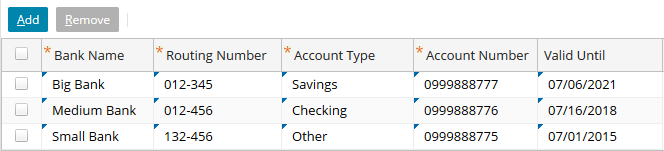 Add Remove
* Bank Name * Routing Number * Account Type * Account Number Valid Until
Big Bank 012-345 Savings 0999888777 07/06/2021
Medium Bank 012-456 Checking 0999888776 07/16/2018
Small Bank 132-456 Other 0999888775 07/01/2015